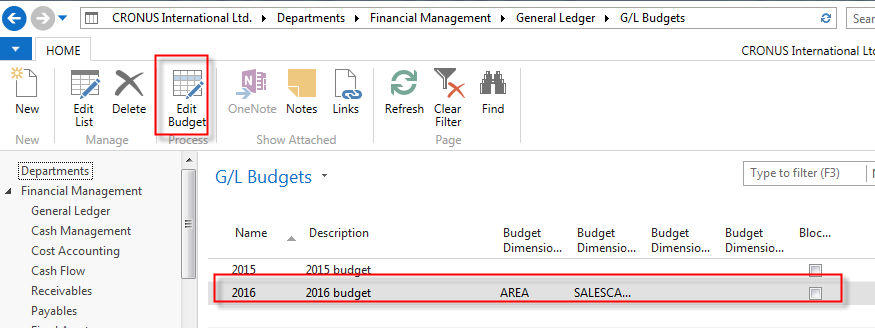 CRONUS International Ltd. Departments Financial Management General Ledger G/L Budgets Sear
HOME CRONUS International Ltd
New Edit List Delete Edit Budget OneNote Notes Links Refresh Clear Filter Find
New Manage Process Show Attached Page
Departments
Financial Management
General Ledger
Cash Management
Cost Accounting
Cash Flow
Receivables
Payables
G/L Budgets Type to filter (F3) N
Name Description Budget Dimensio... Budget Dimensio... Budget Dimensio... Budget Dimensio... Bloc...
2015 2015 budget
2016 2016 budget AREA SALESCA...